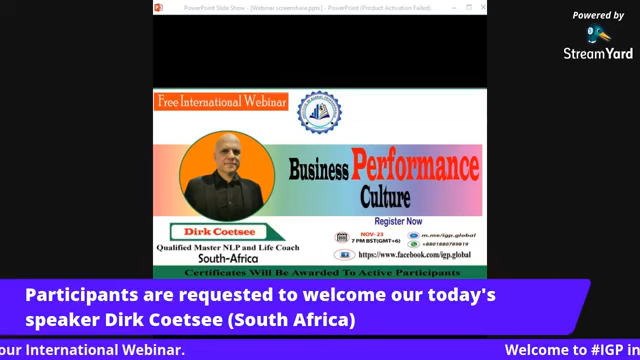 PowerPoint Slide Show - [Webinar screenshare.pptx] - PowerPoint (Product Activation Failed)
Powered by
StreamYard
Free International Webinar
Business Performance
Culture
Register Now
Dirk Coetsee
Qualified Master NLP and Life Coach
South-Africa
NOV-23
7 PM BST(GMT+6)
m.me/igp.global
+8801880789819
https://www.facebook.com/igp.global
Certificates Will Be Awarded To Active Participants
Participants are requested to welcome our today's
speaker Dirk Coetsee (South Africa)
our International Webinar.
Welcome to #IGP in